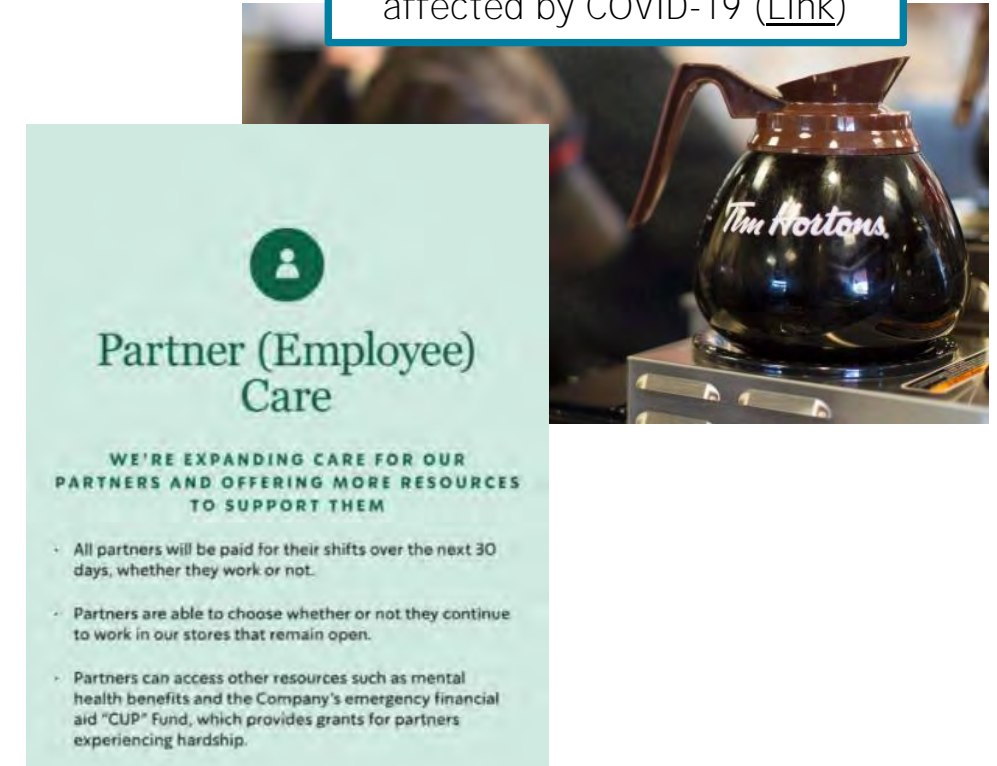 affected by COVID-19 (Link)
Tim Hortons.
Partner (Employee)
Care
WE'RE EXPANDING CARE FOR OUR
PARTNERS AND OFFERING MORE RESOURCES
TO SUPPORT THEM
· All partners will be paid for their shifts over the next 30
days, whether they work or not.
· Partners are able to choose whether or not they continue
to work in our stores that remain open.
· Partners can access other resources such as mental
health benefits and the Company's emergency financial
aid "CUP" Fund, which provides grants for partners
experiencing hardship.